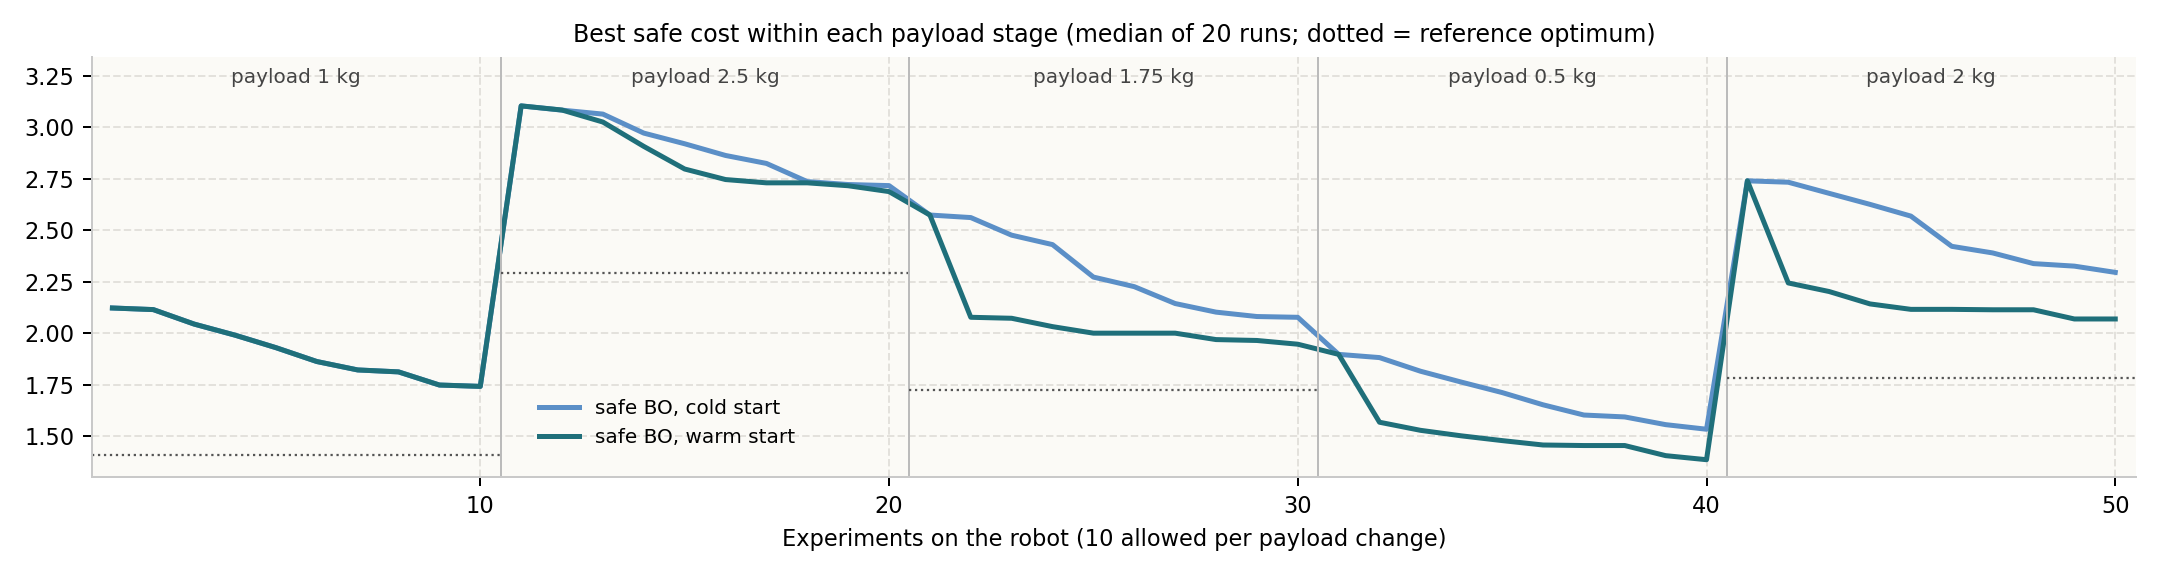 Best safe cost within each payload stage (median of 20 runs; dotted = reference optimum)
payload 1 kg
payload 2.5 kg
payload 1.75 kg
payload 0.5 kg
payload 2 kg
3.25
3.00
2.75
2.50
2.25
2.00
1.75
1.50
safe BO, cold start
safe BO, warm start
10
20
30
40
50
Experiments on the robot (10 allowed per payload change)